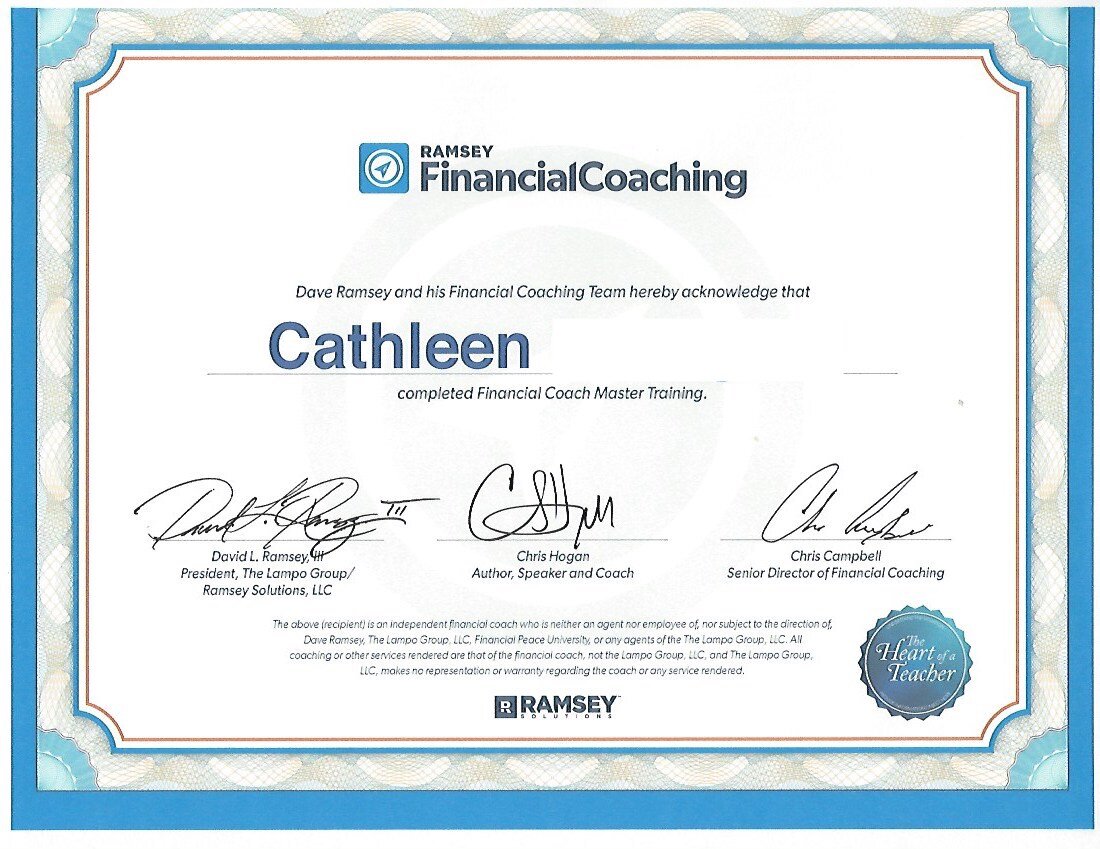 RAMSEY
FinancialCoaching
Dave Ramsey and his Financial Coaching Team hereby acknowledge that
Cathleen
completed Financial Coach Master Training.
David L. Ramsey III
David L. Ramsey, III
Chris Hogan
Chris Campbell
President, The Lampo Group/
Author, Speaker and Coach
Senior Director of Financial Coaching
Ramsey Solutions, LLC
The above (recipient) is an independent financial coach who is neither an agent nor employee of, nor subject to the direction of,
Dave Ramsey, The Lampo Group, LLC, Financial Peace University, or any agents of the The Lampo Group, LLC. All
coaching or other services rendered are that of the financial coach, not the Lampo Group, LLC, and The Lampo Group,
LLC, makes no representation or warranty regarding the coach or any service rendered.
The
Heart of a
Teacher
R RAMSEY™
SOLUTIONS